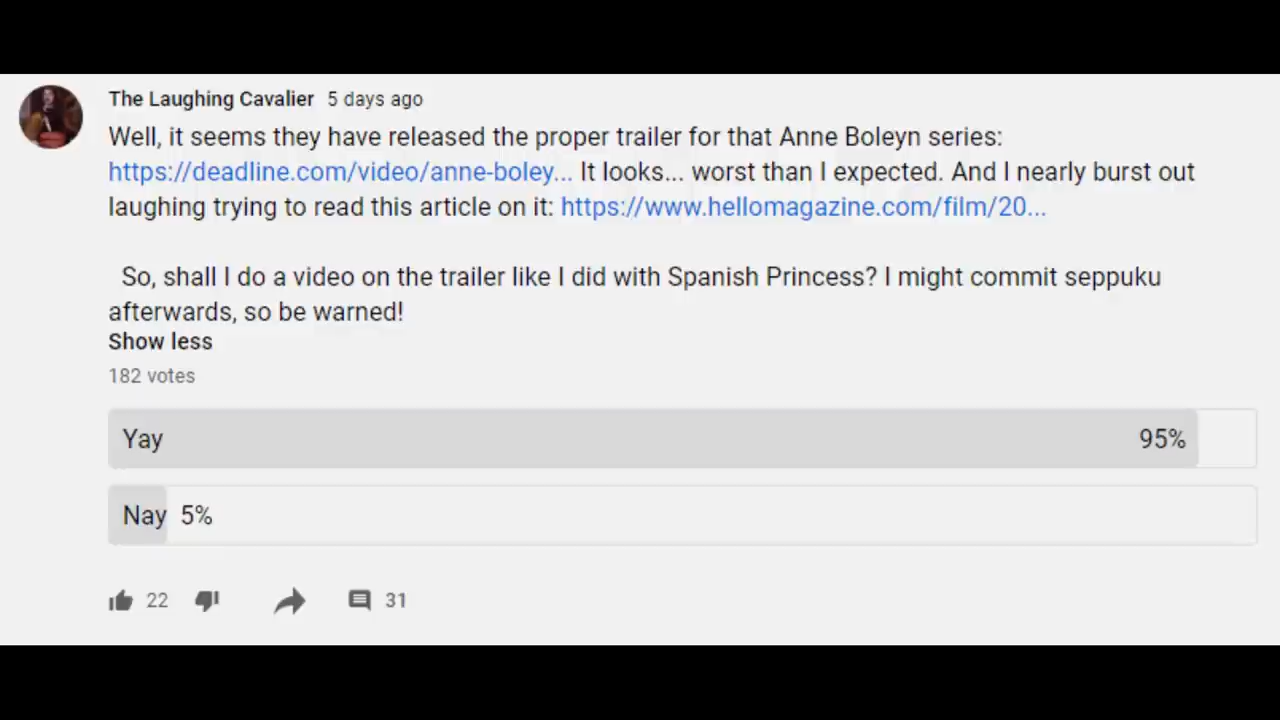 The Laughing Cavalier 5 days ago
Well, it seems they have released the proper trailer for that Anne Boleyn series:
https://deadline.com/video/anne-boley... It looks... worst than I expected. And I nearly burst out
laughing trying to read this article on it: https://www.hellomagazine.com/film/20...
So, shall I do a video on the trailer like I did with Spanish Princess? I might commit seppuku
afterwards, so be warned!
Show less
182 votes
Yay 95%
Nay 5%
22 31